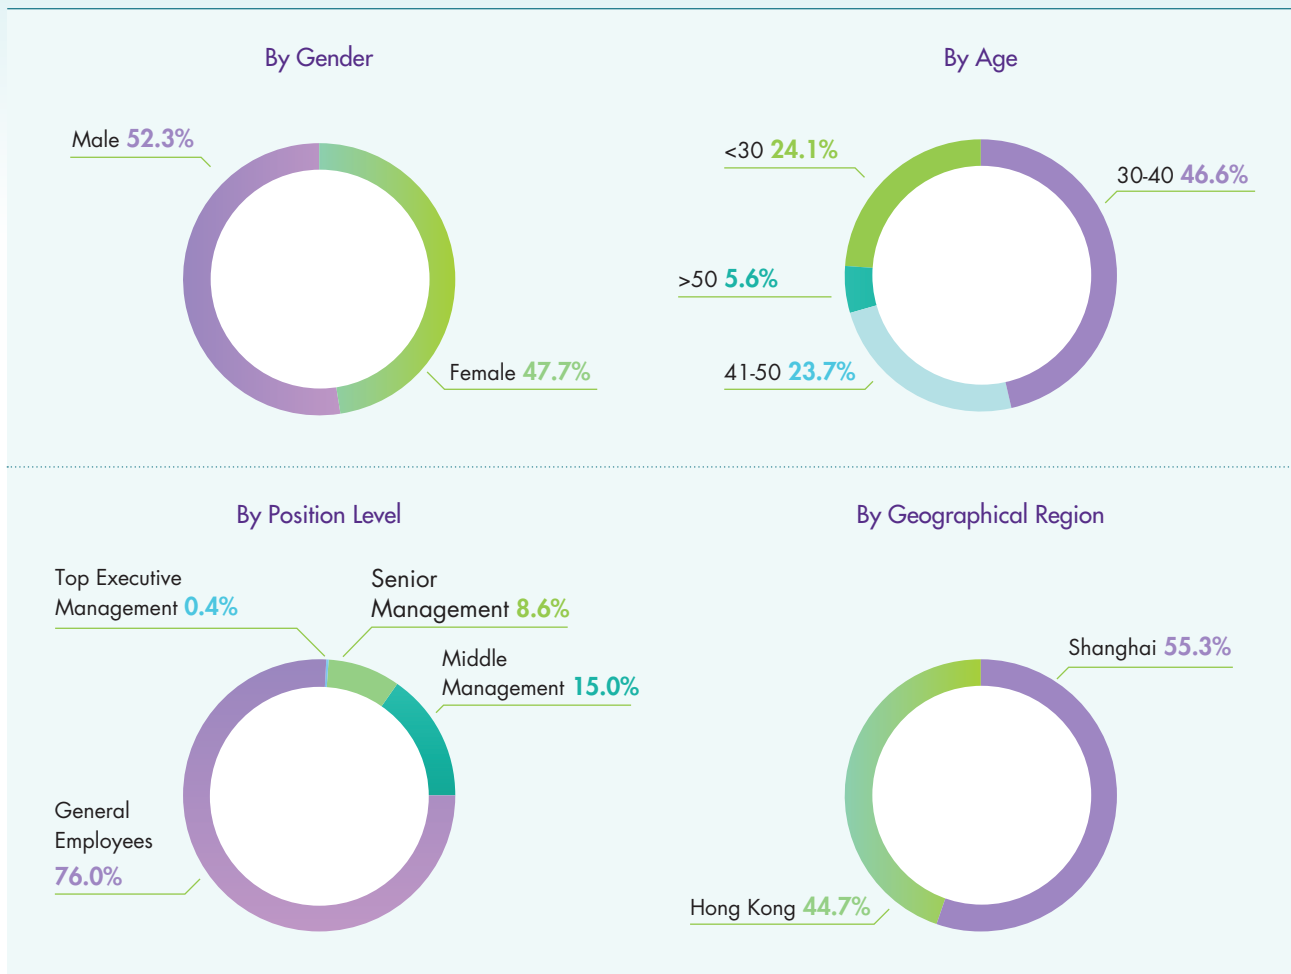 By Gender
Male 52.3%
Female 47.7%
By Age
<30 24.1%
30-40 46.6%
>50 5.6%
41-50 23.7%
By Position Level
Top Executive
Management 0.4%
Senior
Management 8.6%
Middle
Management 15.0%
General
Employees
76.0%
By Geographical Region
Shanghai 55.3%
Hong Kong 44.7%